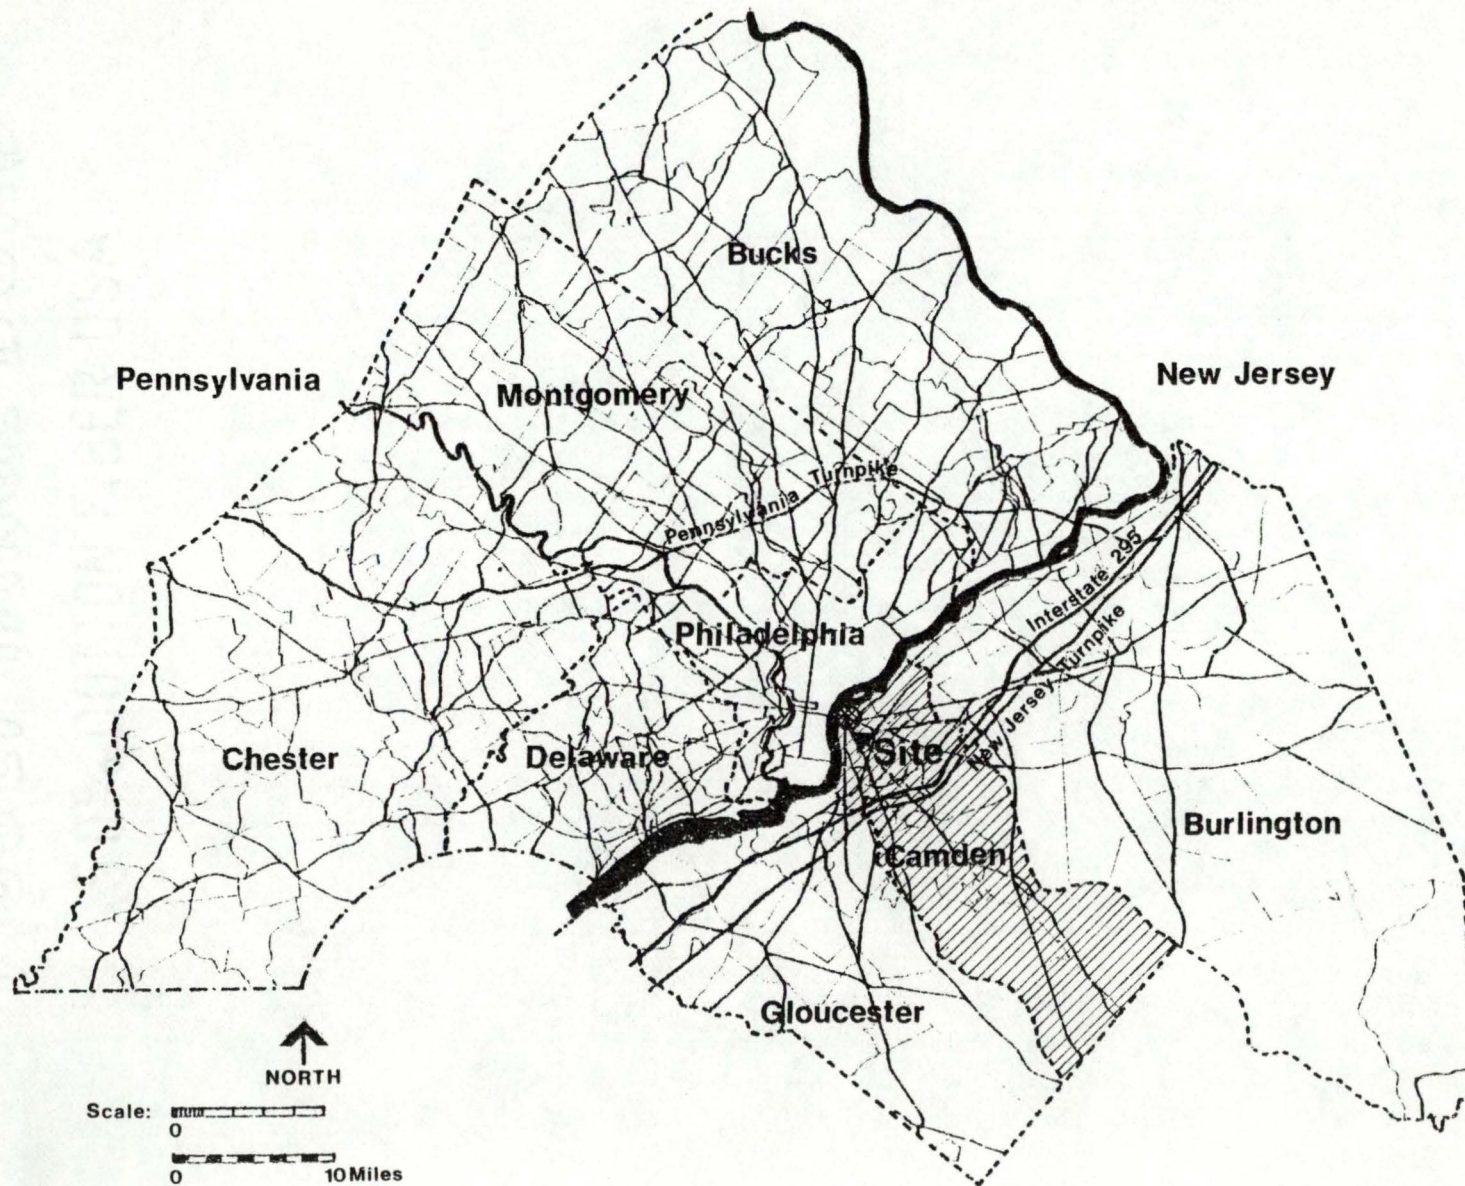 Bucks
Pennsylvania
New Jersey
Montgomery
Pennsylvania Turnpike
Interstate 295
New Jersey Turnpike
Philadelphia
Chester
Delaware
Site
Burlington
Camden
Gloucester
NORTH
Scale:
0
0 10 Miles